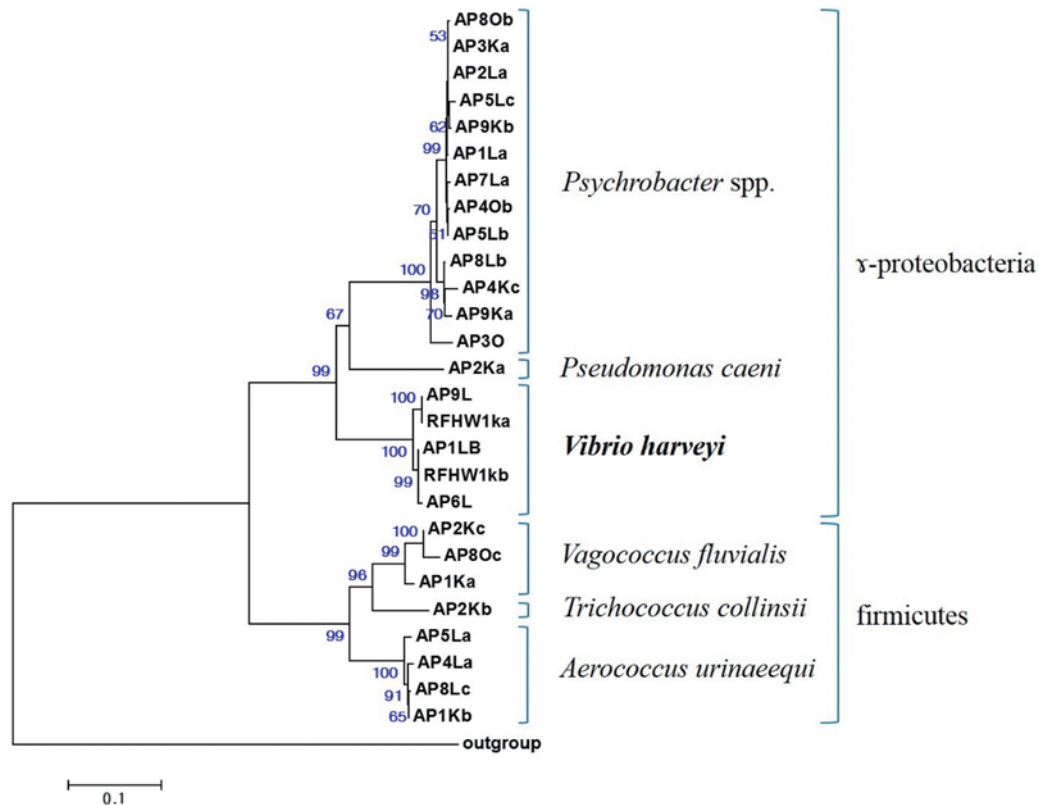 AP8Ob
53
AP3Ka
AP2La
AP5Lc
62
AP9Kb
99
AP1La
AP7La
Psychrobacter spp.
70
AP4Ob
51
AP5Lb
AP8Lb
100
ɤ-proteobacteria
98
AP4Kc
70
AP9Ka
67
AP3O
99
AP2Ka
Pseudomonas caeni
100
AP9L
RFHW1ka
100
AP1LB
Vibrio harveyi
99
RFHW1kb
AP6L
100
AP2Kc
99
AP8Oc
Vagococcus fluvialis
96
AP1Ka
AP2Kb
Trichococcus collinsii
firmicutes
99
AP5La
100
AP4La
Aerococcus urinaeequi
91
AP8Lc
65
AP1Kb
outgroup
0.1